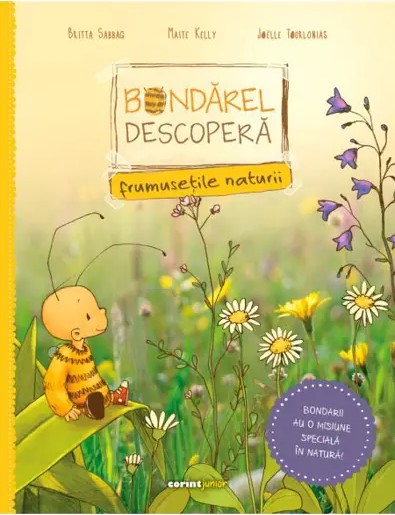 Britta Sabbag Maite Kelly Joëlle Tourlonias
BONDĂREL
DESCOPERĂ
frumusețile naturii
BONDARII
AU O MISIUNE
SPECIALĂ
ÎN NATURĂ!
corint junior